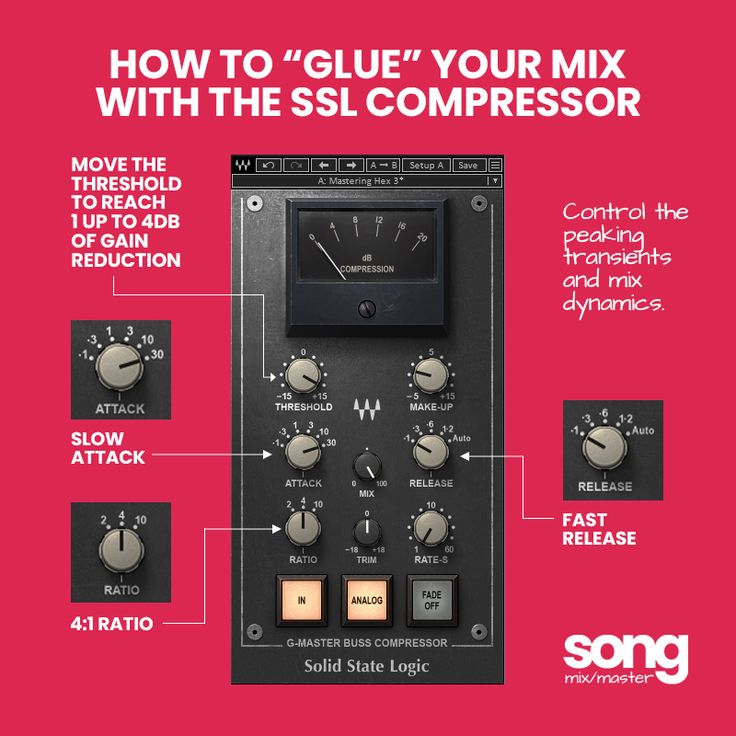 HOW TO “GLUE” YOUR MIX
WITH THE SSL COMPRESSOR
MOVE THE
THRESHOLD
TO REACH
1 UP TO 4DB
OF GAIN
REDUCTION
A → B
Setup A
Save
A: Mastering Hex 3*
0 4 8 12 16 20
dB
COMPRESSION
Control the
peaking
transients
and mix
dynamics.
.1 .3 1 3 10 30
ATTACK
SLOW
ATTACK
0
-15 +15
THRESHOLD
5
-5 +15
MAKE-UP
.1 .3 1 3 10 30
ATTACK
0 100
MIX
.1 .3 .6 1.2 Auto
RELEASE
.1 .3 .6 1.2 Auto
RELEASE
FAST
RELEASE
2 4 10
RATIO
4:1 RATIO
2 4 10
RATIO
0
-18 +18
TRIM
10
1 60
RATE-S
IN
ANALOG
FADE
OFF
G-MASTER BUSS COMPRESSOR
Solid State Logic
song
mix/master